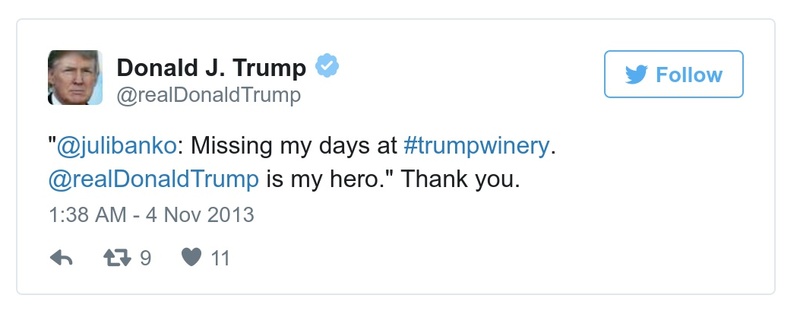 Donald J. Trump
@realDonaldTrump
Follow
"@julibanko: Missing my days at #trumpwinery.
@realDonaldTrump is my hero." Thank you.
1:38 AM - 4 Nov 2013
9 11